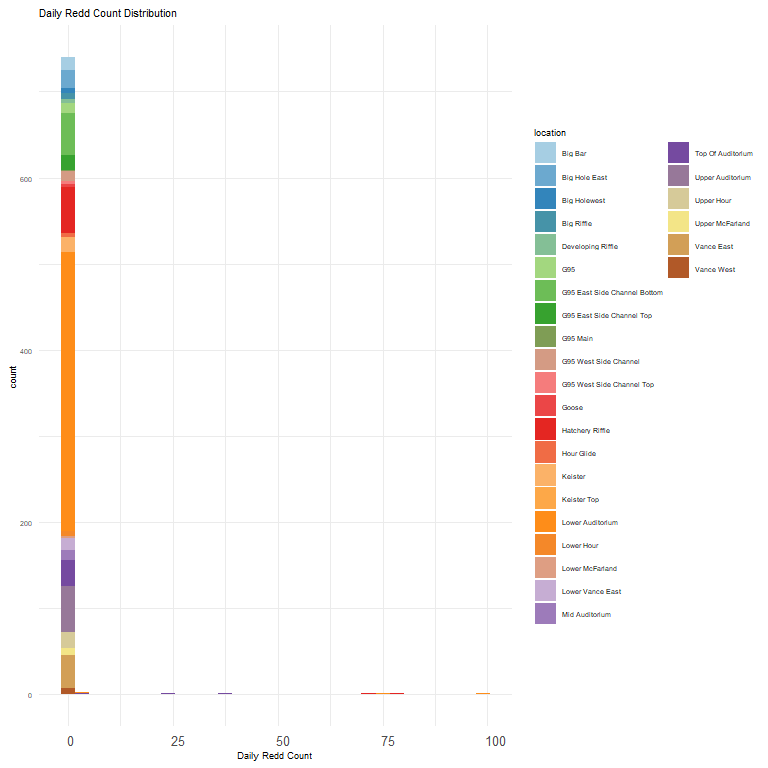 Daily Redd Count Distribution
count
600
400
200
0
0 25 50 75 100
Daily Redd Count
location
Big Bar
Big Hole East
Big Holewest
Big Riffle
Developing Riffle
G95
G95 East Side Channel Bottom
G95 East Side Channel Top
G95 Main
G95 West Side Channel
G95 West Side Channel Top
Goose
Hatchery Riffle
Hour Glide
Keister
Keister Top
Lower Auditorium
Lower Hour
Lower McFarland
Lower Vance East
Mid Auditorium
Top Of Auditorium
Upper Auditorium
Upper Hour
Upper McFarland
Vance East
Vance West